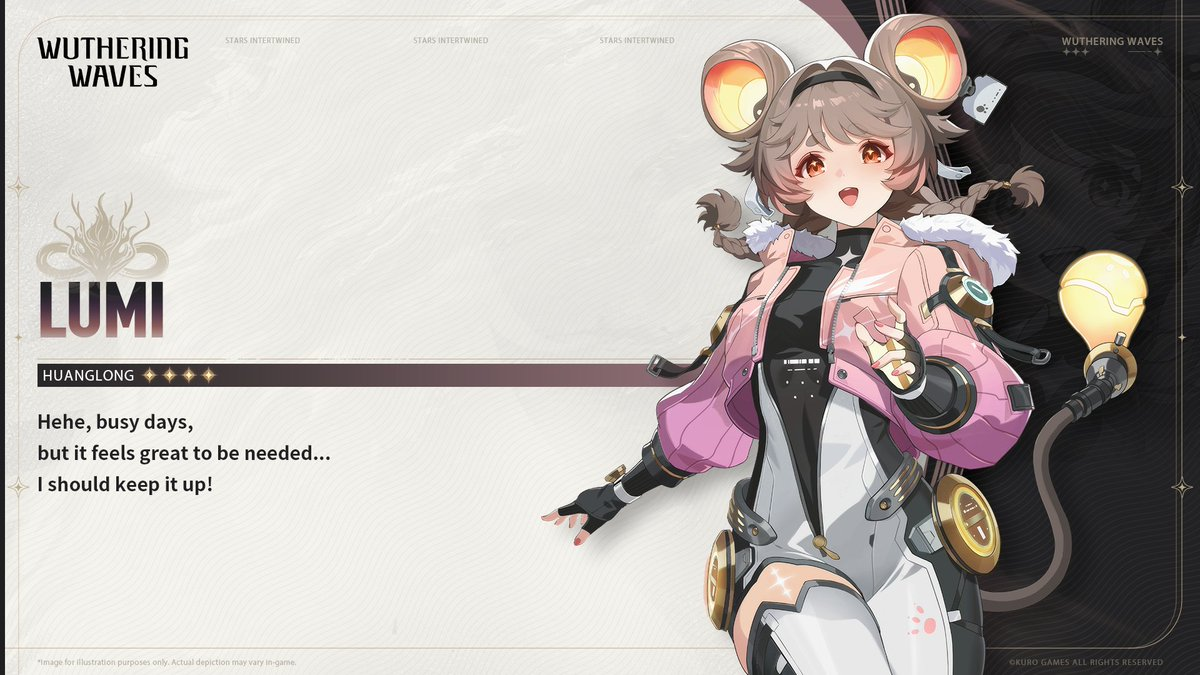 WUTHERING
WAVES
STARS INTERTWINED
STARS INTERTWINED
STARS INTERTWINED
WUTHERING WAVES
LUMI
HUANGLONG
Hehe, busy days,
but it feels great to be needed...
I should keep it up!
*Image for illustration purposes only. Actual depiction may vary in-game.
©KURO GAMES ALL RIGHTS RESERVED